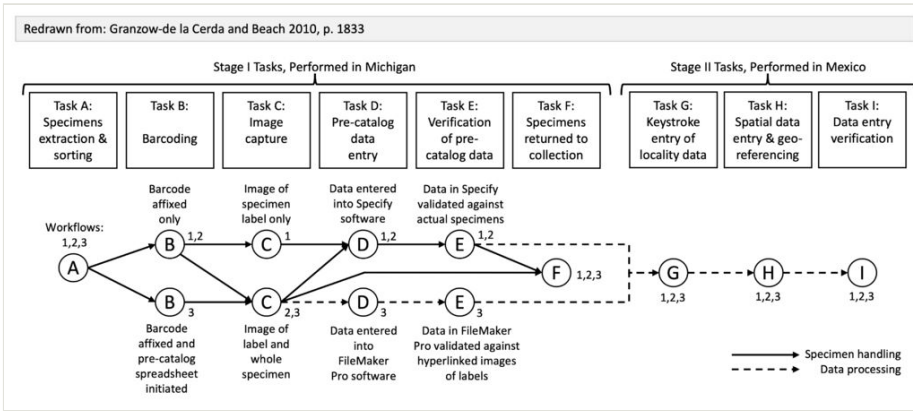 Redrawn from: Granzow-de la Cerda and Beach 2010, p. 1833
Stage I Tasks, Performed in Michigan
Stage II Tasks, Performed in Mexico
Task A:
Specimens
extraction &
sorting
Task B:
Barcoding
Task C:
Image
capture
Task D:
Pre-catalog
data
entry
Task E:
Verification
of pre-
catalog data
Task F:
Specimens
returned to
collection
Task G:
Keystroke
entry of
locality data
Task H:
Spatial data
entry & geo-
referencing
Task I:
Data entry
verification
Barcode
affixed
only
Image of
specimen
label only
Data entered
into Specify
software
Data in Specify
validated against
actual specimens
Workflows:
1,2,3
A
B
1,2
C
1
D
1,2
E
1,2
F
1,2,3
G
1,2,3
H
1,2,3
I
1,2,3
B
3
C
2,3
D
3
E
3
Barcode
affixed and
pre-catalog
spreadsheet
initiated
Image of
label and
whole
specimen
Data entered
into
FileMaker
Pro software
Data in FileMaker
Pro validated against
hyperlinked images
of labels
Specimen handling
Data processing